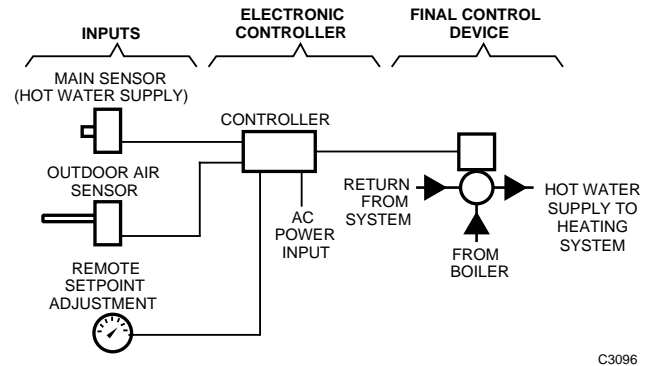 INPUTS
ELECTRONIC
CONTROLLER
FINAL CONTROL
DEVICE
MAIN SENSOR
(HOT WATER SUPPLY)
CONTROLLER
OUTDOOR AIR
SENSOR
RETURN
FROM
SYSTEM
HOT WATER
SUPPLY TO
HEATING
SYSTEM
AC
POWER
INPUT
FROM
BOILER
REMOTE
SETPOINT
ADJUSTMENT
C3096